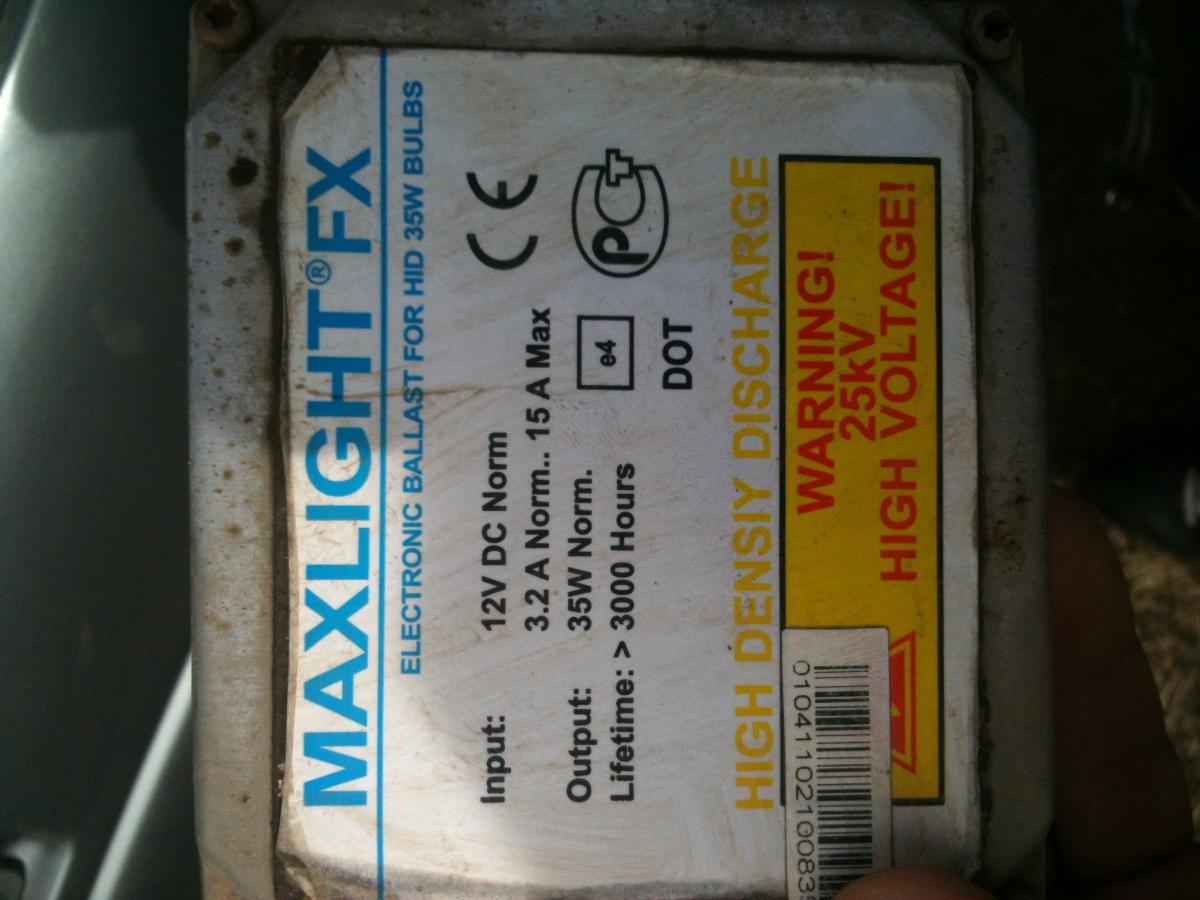 MAXLIGHT® FX
ELECTRONIC BALLAST FOR HID 35W BULBS
Input: 12V DC Norm
3.2 A Norm.. 15 A Max
Output: 35W Norm.
Lifetime: > 3000 Hours
CE
e4
PCT
DOT
HIGH DENSIY DISCHARGE
WARNING!
25kV
HIGH VOLTAGE!